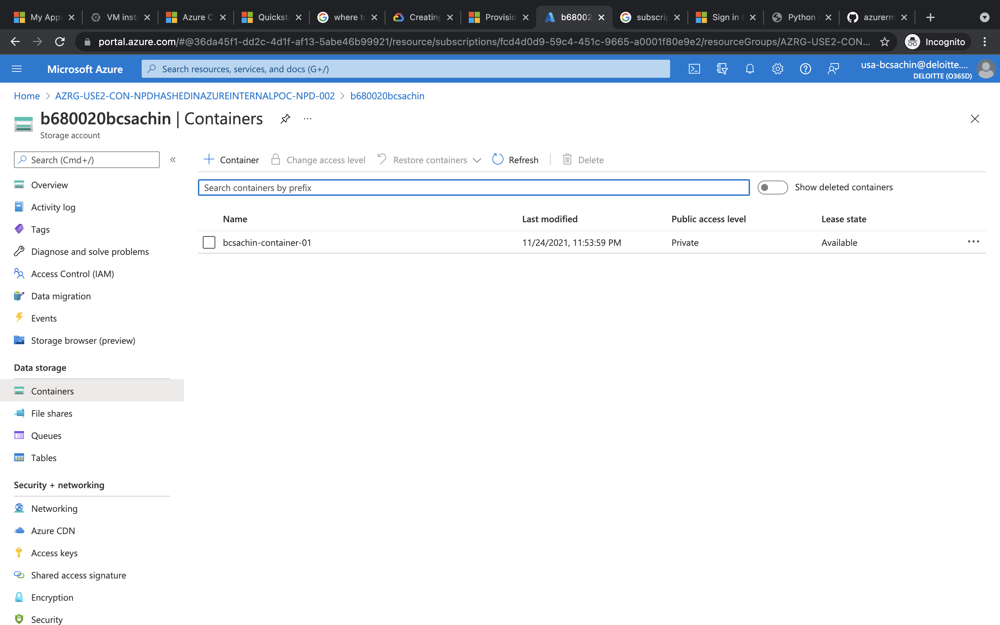 My Apps VM insta Azure C Quicksta where to Creating Provisio b68002 subscrip Sign in t Python azurerm
portal.azure.com/#@36da45f1-dd2c-4d1f-af13-5abe46b99921/resource/subscriptions/fcd4d0d9-59c4-451c-9665-a0001f80e9e2/resourceGroups/AZRG-USE2-CON... Incognito
Microsoft Azure
Search resources, services, and docs (G+/)
usa-bcsachin@deloitte....
DELOITTE (O365D)
Home > AZRG-USE2-CON-NPDHASHEDINAZUREINTERNALPOC-NPD-002 > b680020bcsachin
b680020bcsachin | Containers ...
Storage account
Search (Cmd+/) «
Overview
Activity log
Tags
Diagnose and solve problems
Access Control (IAM)
Data migration
Events
Storage browser (preview)
Data storage
Containers
File shares
Queues
Tables
Security + networking
Networking
Azure CDN
Access keys
Shared access signature
Encryption
Security
Container Change access level Restore containers Refresh Delete
Search containers by prefix Show deleted containers
Name Last modified Public access level Lease state
bcsachin-container-01 11/24/2021, 11:53:59 PM Private Available ...